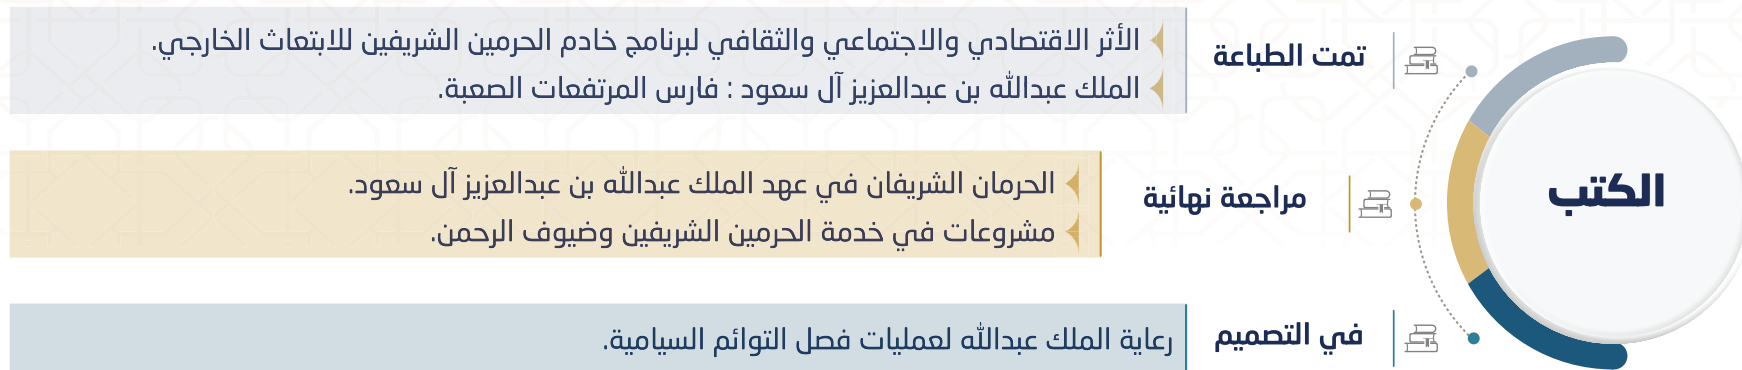 الكتب
تمت الطباعة
الأثر الاقتصادي والاجتماعي والثقافي لبرنامج خادم الحرمين الشريفين للابتعاث الخارجي.
الملك عبدالله بن عبدالعزيز آل سعود : فارس المرتفعات الصعبة.
مراجعة نهائية
الحرمان الشريفان في عهد الملك عبدالله بن عبدالعزيز آل سعود.
مشروعات في خدمة الحرمين الشريفين وضيوف الرحمن.
في التصميم
رعاية الملك عبدالله لعمليات فصل التوائم السيامية.